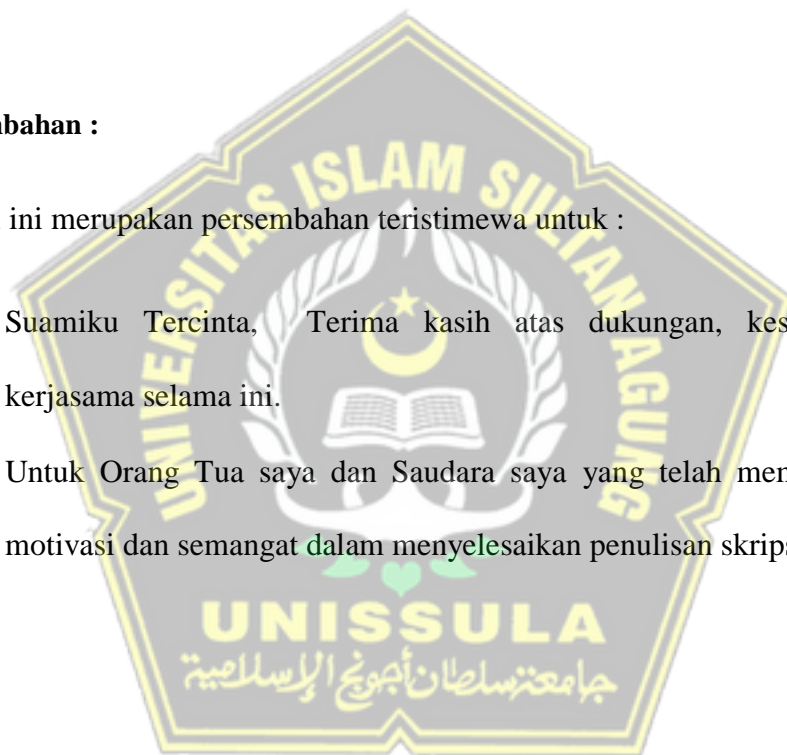 mbahan :
ini merupakan persembahan teristimewa untuk :
Suamiku Tercinta, Terima kasih atas dukungan, kes
kerjasama selama ini.
Untuk Orang Tua saya dan Saudara saya yang telah mem
motivasi dan semangat dalam menyelesaikan penulisan skrips
UNIVERSITAS ISLAM SULTAN AGUNG
UNISSULA
جامعة سلطان أجونج الإسلامية